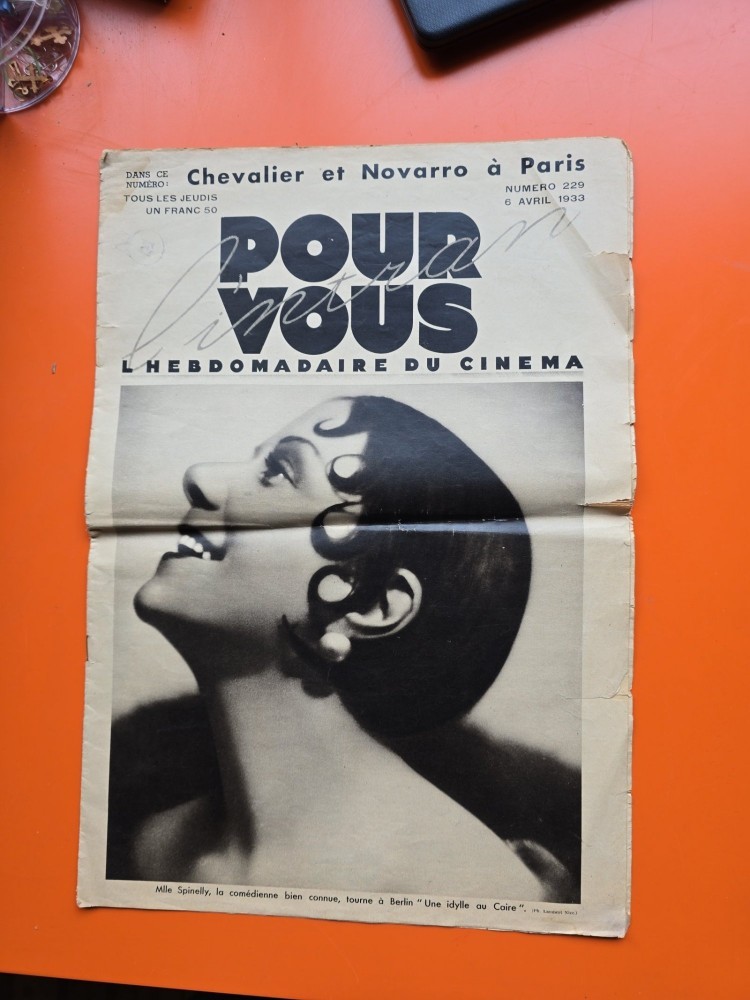 DANS CE
NUMÉRO:
Chevalier et Novarro à Paris
TOUS LES JEUDIS
UN FRANC 50
NUMERO 229
6 AVRIL 1933
POUR
VOUS
l'intran
L'HEBDOMADAIRE DU CINEMA
Mlle Spinelly, la comédienne bien connue, tourne à Berlin "Une idylle au Caire".